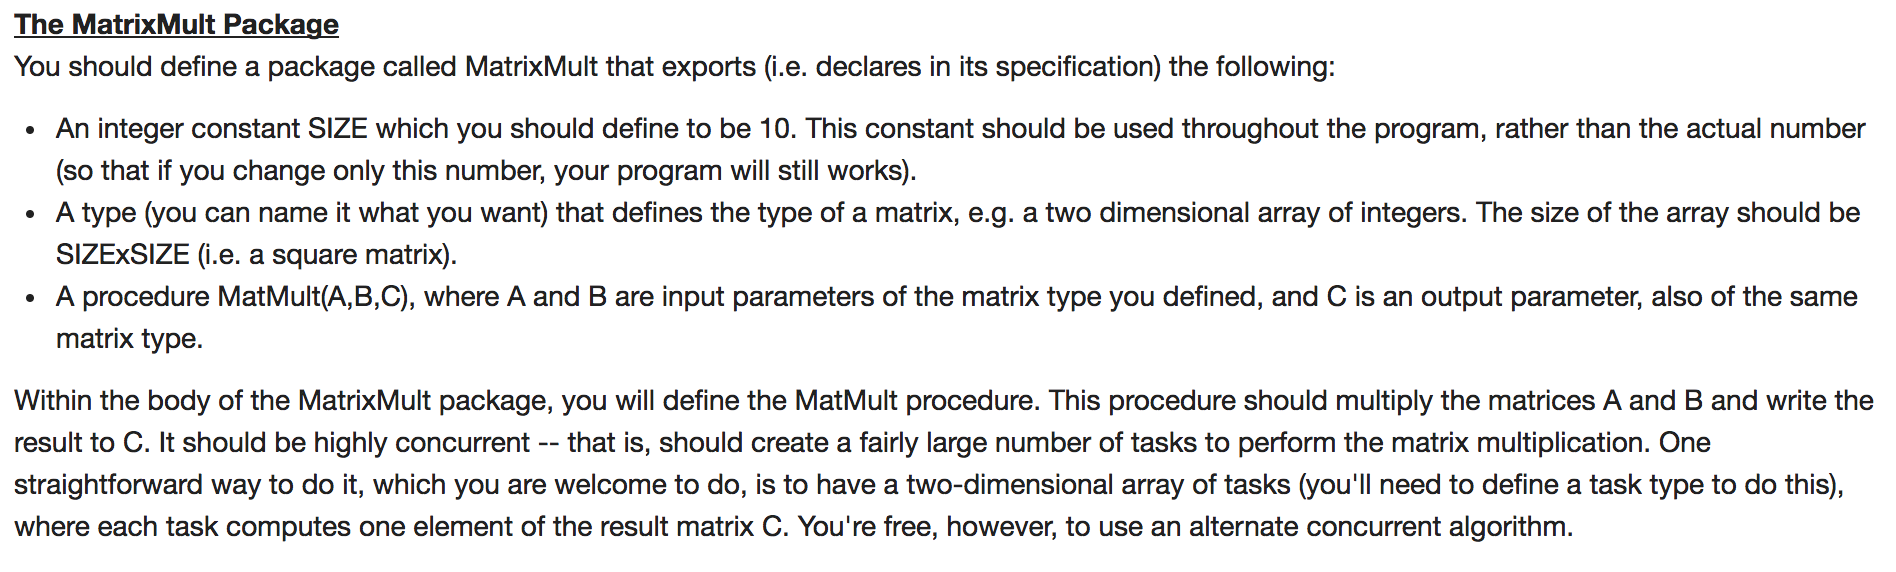 The MatrixMult Package
You should define a package called MatrixMult that exports (i.e. declares in its specification) the following:
• An integer constant SIZE which you should define to be 10. This constant should be used throughout the program, rather than the actual number
(so that if you change only this number, your program will still works).
• A type (you can name it what you want) that defines the type of a matrix, e.g. a two dimensional array of integers. The size of the array should be
SIZExSIZE (i.e. a square matrix).
• A procedure MatMult(A,B,C), where A and B are input parameters of the matrix type you defined, and C is an output parameter, also of the same
matrix type.
Within the body of the MatrixMult package, you will define the MatMult procedure. This procedure should multiply the matrices A and B and write the
result to C. It should be highly concurrent -- that is, should create a fairly large number of tasks to perform the matrix multiplication. One
straightforward way to do it, which you are welcome to do, is to have a two-dimensional array of tasks (you'll need to define a task type to do this),
where each task computes one element of the result matrix C. You're free, however, to use an alternate concurrent algorithm.